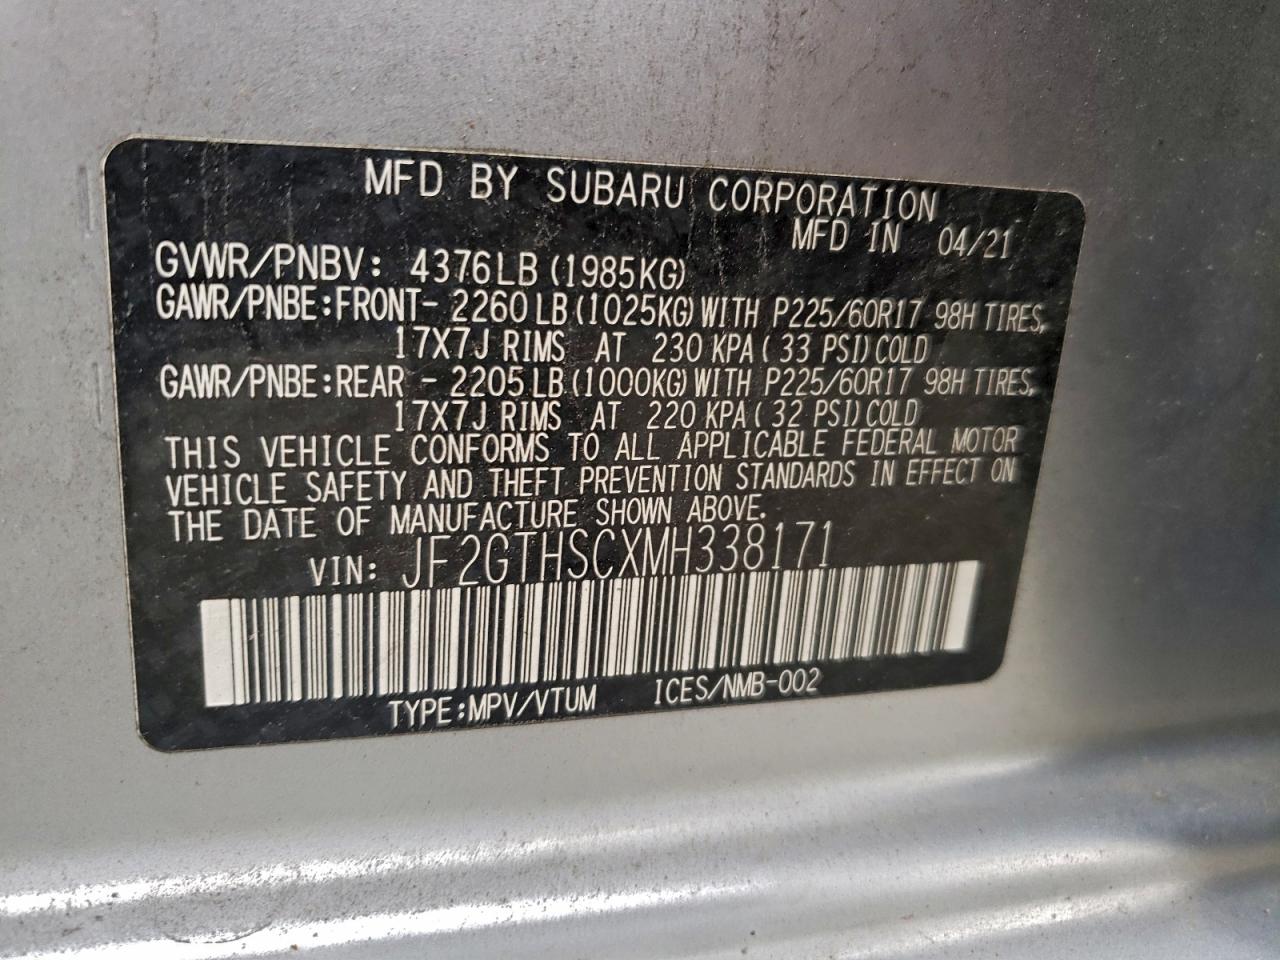 MFD BY SUBARU CORPORATION
MFD IN 04/21
GVWR/PNBV: 4376LB (1985KG)
GAWR/PNBE:FRONT- 2260LB (1025KG) WITH P225/60R17 98H TIRES,
17X7J RIMS AT 230 KPA( 33 PSI)COLD
GAWR/PNBE:REAR - 2205LB (1000KG) WITH P225/60R17 98H TIRES,
17X7J RIMS AT 220 KPA( 32 PSI)COLD
THIS VEHICLE CONFORMS TO ALL APPLICABLE FEDERAL MOTOR
VEHICLE SAFETY AND THEFT PREVENTION STANDARDS IN EFFECT ON
THE DATE OF MANUFACTURE SHOWN ABOVE.
VIN: JF2GTHSCXMH338171
TYPE:MPV/VTUM ICES/NMB-002